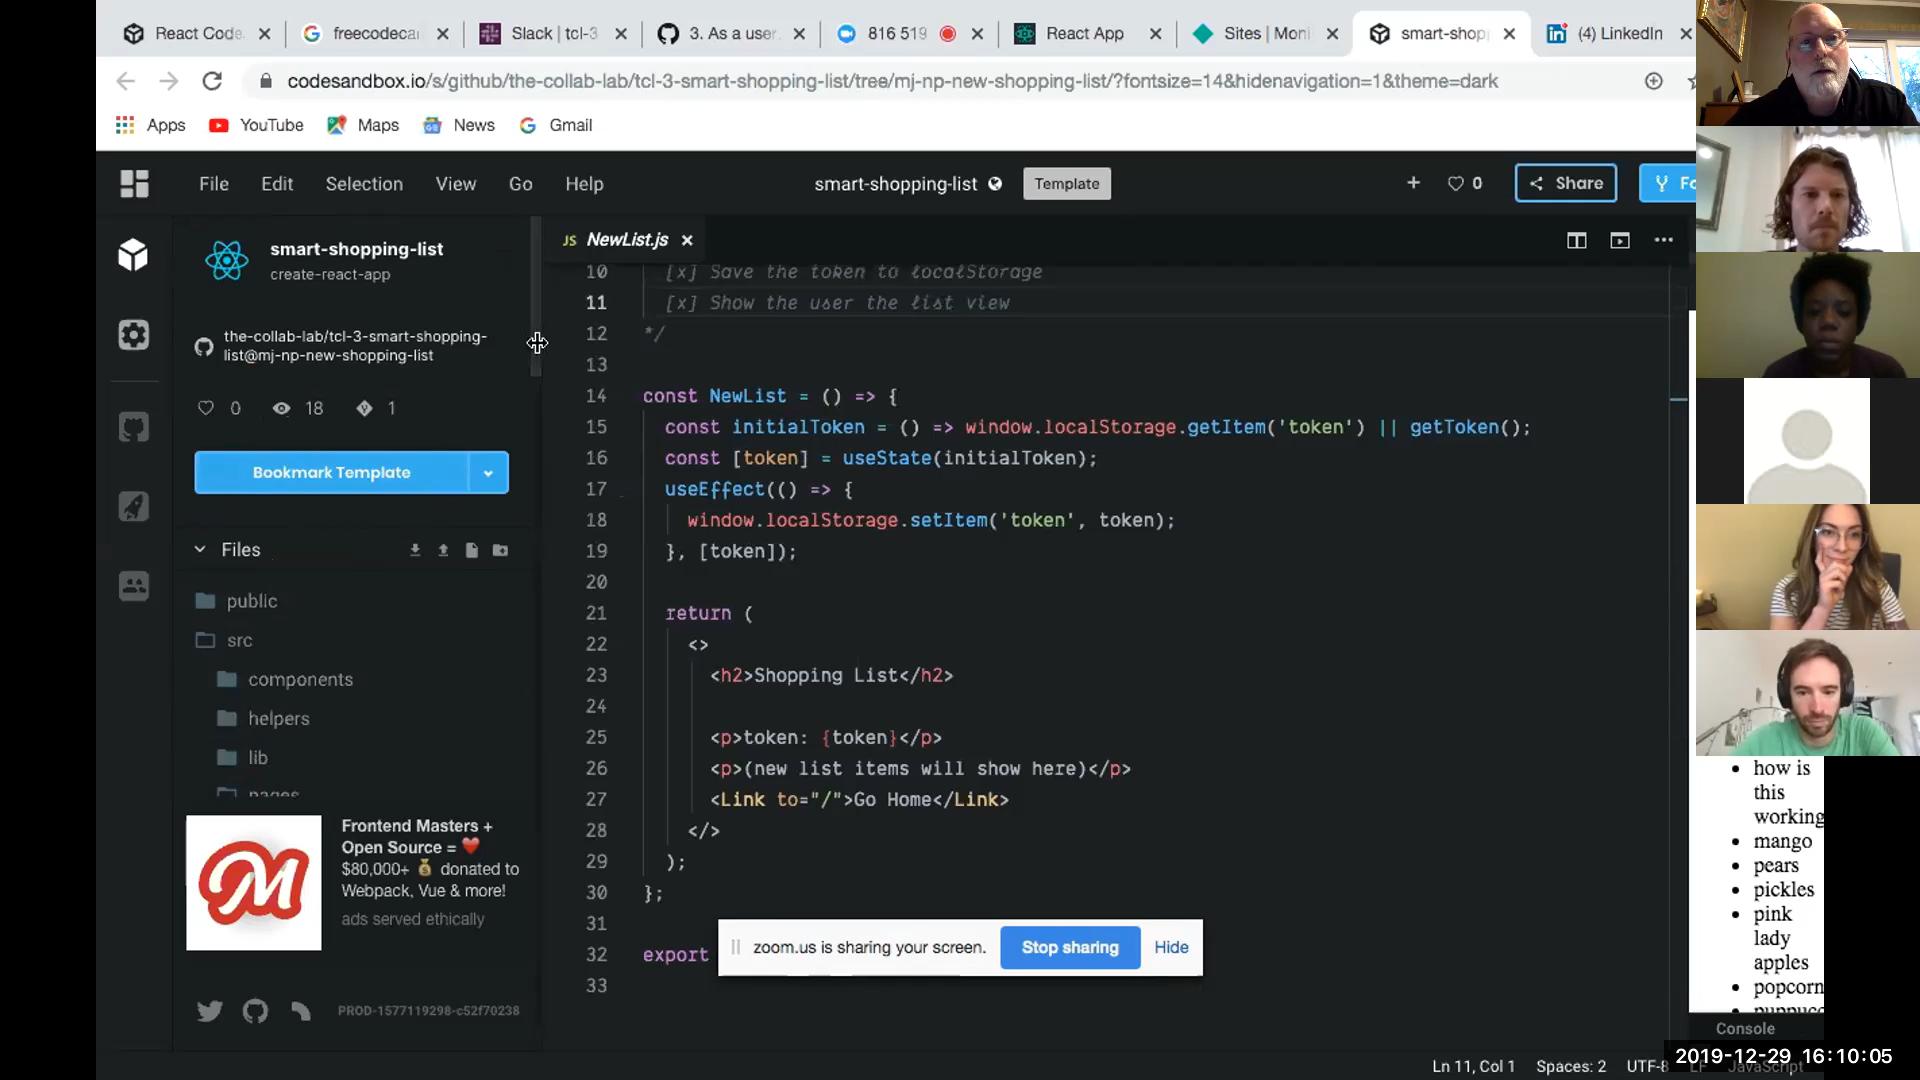 React Code
freecodecar
Slack | tcl-3
3. As a user
816 519
React App
Sites | Moni
smart-shopp
(4) LinkedIn
codesandbox.io/s/github/the-collab-lab/tcl-3-smart-shopping-list/tree/mj-np-new-shopping-list/?fontsize=14&hidenavigation=1&theme=dark
Apps
YouTube
Maps
News
Gmail
File Edit Selection View Go Help
smart-shopping-list
Template
+
0
Share
Fo
smart-shopping-list
create-react-app
the-collab-lab/tcl-3-smart-shopping-
list@mj-np-new-shopping-list
0 18 1
Bookmark Template
Files
public
src
components
helpers
lib
pages
Frontend Masters +
Open Source = ❤️
$80,000+ 💰 donated to
Webpack, Vue & more!
ads served ethically
PROD-1577119298-c52f70238
JS NewList.js ×
10 [x] Save the token to localStorage
11 [x] Show the user the list view
12 */
13
14 const NewList = () => {
15 const initialToken = () => window.localStorage.getItem('token') || getToken();
16 const [token] = useState(initialToken);
17 useEffect(() => {
18 window.localStorage.setItem('token', token);
19 }, [token]);
20
21 return (
22 <>
23 <h2>Shopping List</h2>
24
25 <p>token: {token}</p>
26 <p>(new list items will show here)</p>
27 <Link to="/">Go Home</Link>
28 </>
29 );
30 };
31
32 export
33
zoom.us is sharing your screen.
Stop sharing
Hide
how is
this
working
mango
pears
pickles
pink
lady
apples
popcorn
Console
Ln 11, Col 1
Spaces: 2
UTF-8
LF
JavaScript
2019-12-29 16:10:05